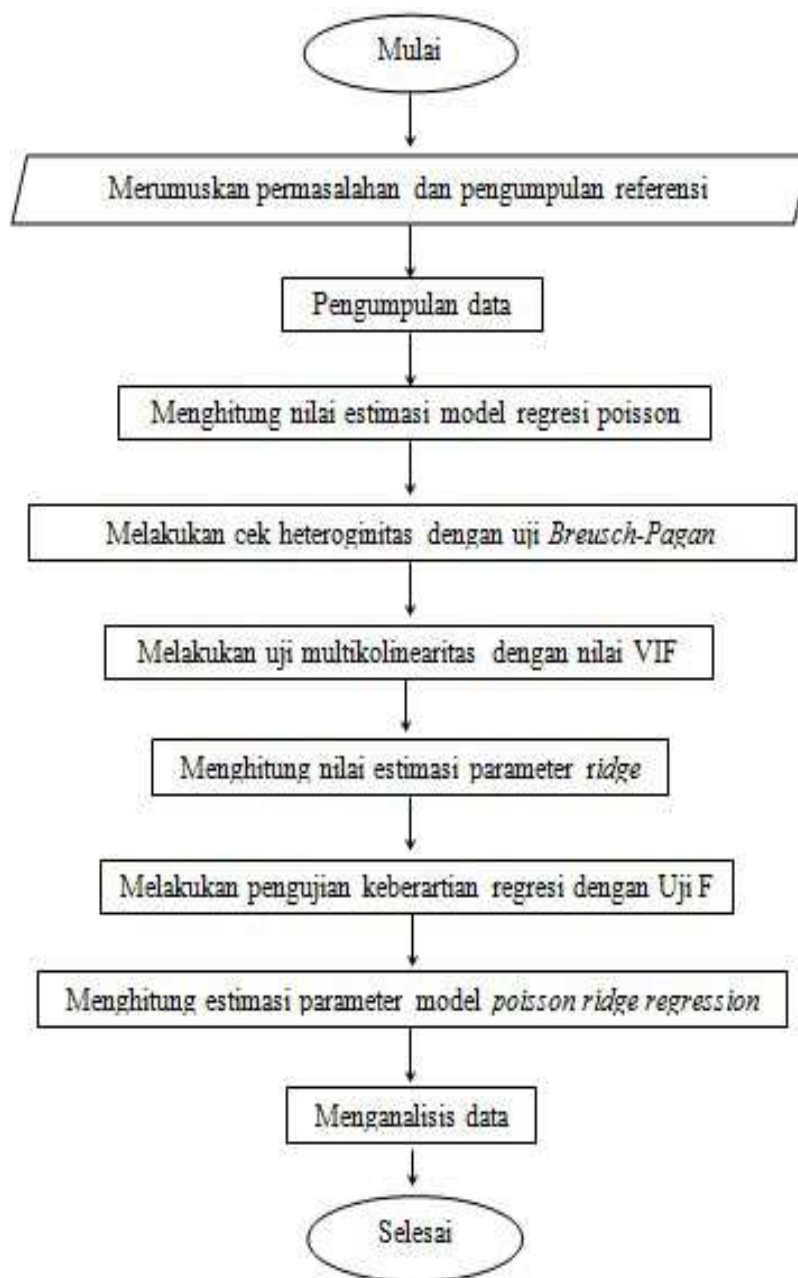 Mulai
Merumuskan permasalahan dan pengumpulan referensi
Pengumpulan data
Menghitung nilai estimasi model regresi poisson
Melakukan cek heteroginitas dengan uji Breusch-Pagan
Melakukan uji multikolinearitas dengan nilai VIF
Menghitung nilai estimasi parameter ridge
Melakukan pengujian keberartian regresi dengan Uji F
Menghitung estimasi parameter model poisson ridge regression
Menganalisis data
Selesai